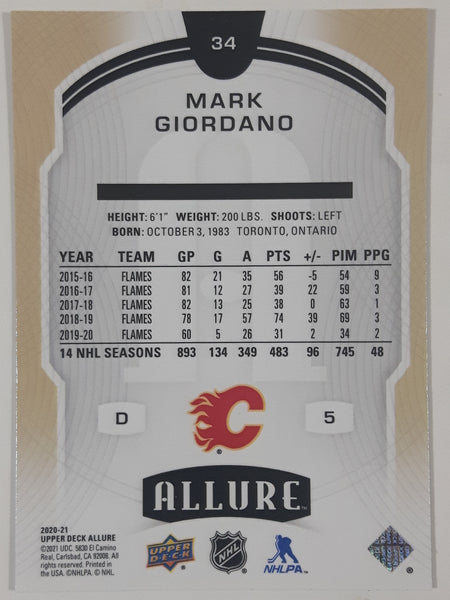 34
MARK
GIORDANO
HEIGHT: 6'1" WEIGHT: 200 LBS. SHOOTS: LEFT
BORN: OCTOBER 3, 1983 TORONTO, ONTARIO
YEAR TEAM GP G A PTS +/- PIM PPG
2015-16 FLAMES 82 21 35 56 -5 54 9
2016-17 FLAMES 81 12 27 39 22 59 3
2017-18 FLAMES 82 13 25 38 0 63 1
2018-19 FLAMES 78 17 57 74 39 69 3
2019-20 FLAMES 60 5 26 31 2 34 2
14 NHL SEASONS 893 134 349 483 96 745 48
D C 5
®
ALLURE™
2020-21
UPPER DECK ALLURE
©2021 UDC. 5830 El Camino
Real, Carlsbad, CA 92008. All
Rights Reserved. Printed in
the USA. ©NHLPA. © NHL.
UPPER DECK
NHL ®
NHLPA